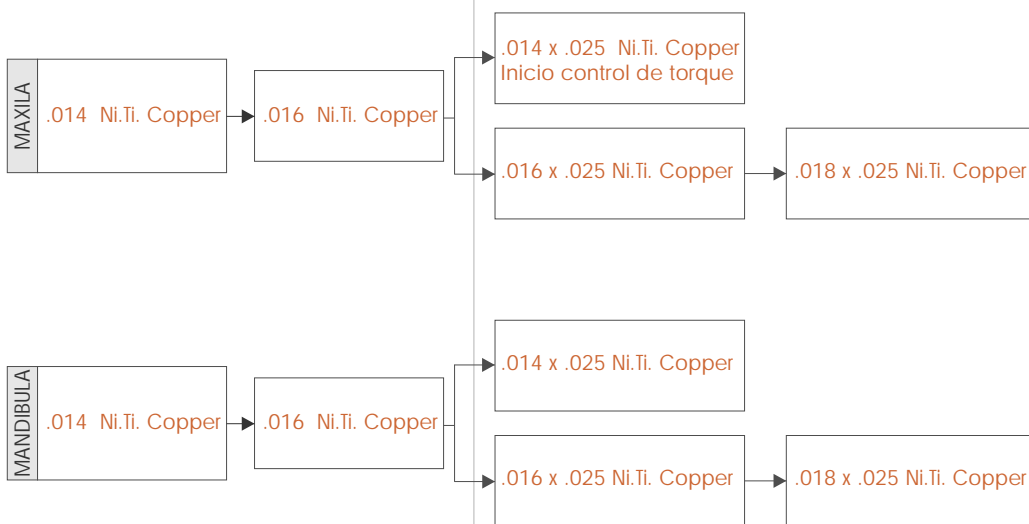 MAXILA
.014 Ni.Ti. Copper
.016 Ni.Ti. Copper
.014 x .025 Ni.Ti. Copper
Inicio control de torque
.016 x .025 Ni.Ti. Copper
.018 x .025 Ni.Ti. Copper
MANDIBULA
.014 Ni.Ti. Copper
.016 Ni.Ti. Copper
.014 x .025 Ni.Ti. Copper
.016 x .025 Ni.Ti. Copper
.018 x .025 Ni.Ti. Copper